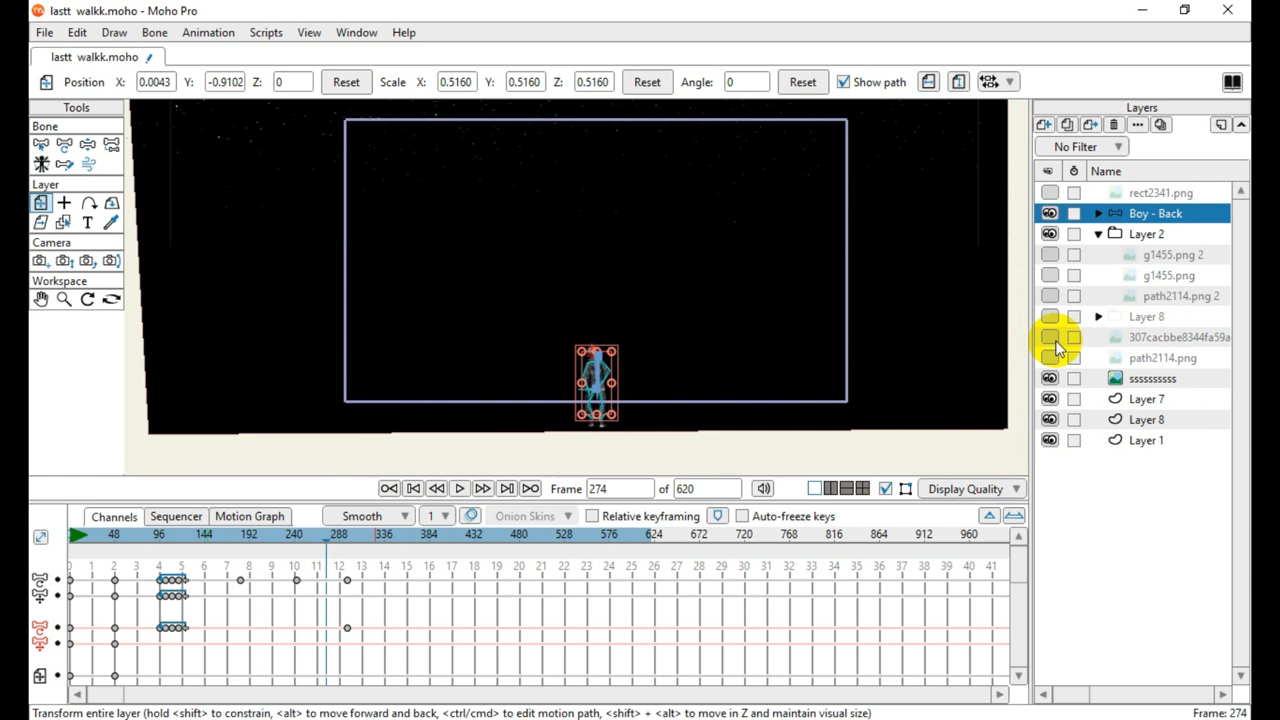 lastt walkk.moho - Moho Pro
File Edit Draw Bone Animation Scripts View Window Help
lastt walkk.moho
Position X: 0.0043 Y: -0.9102 Z: 0 Reset Scale X: 0.5160 Y: 0.5160 Z: 0.5160 Reset Angle: 0 Reset Show path
Tools
Bone
Layer
Camera
Workspace
Layers
No Filter
Name
rect2341.png
Boy - Back
Layer 2
g1455.png 2
g1455.png
path2114.png 2
Layer 8
307cacbbe8344fa59a
path2114.png
ssssssssss
Layer 7
Layer 8
Layer 1
Frame 274 of 620 Display Quality
Channels Sequencer Motion Graph Smooth 1 Onion Skins Relative keyframing Auto-freeze keys
48 96 144 192 240 288 336 384 432 480 528 576 624 672 720 768 816 864 912 960
0 1 2 3 4 5 6 7 8 9 10 11 12 13 14 15 16 17 18 19 20 21 22 23 24 25 26 27 28 29 30 31 32 33 34 35 36 37 38 39 40 41
Transform entire layer (hold <shift> to constrain, <alt> to move forward and back, <ctrl/cmd> to edit motion path, <shift> + <alt> to move in Z and maintain visual size) Frame: 274